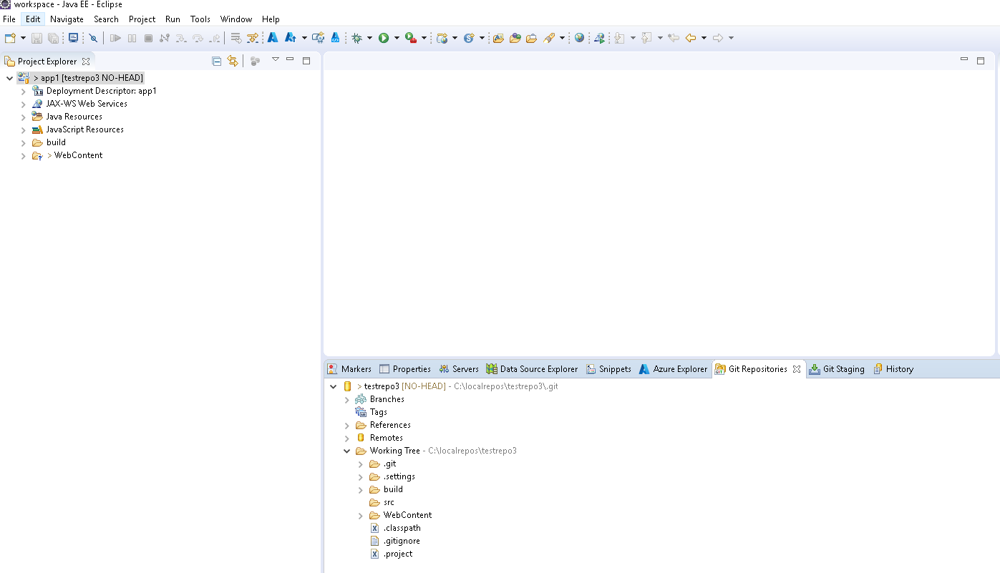 workspace - Java EE - Eclipse
File Edit Navigate Search Project Run Tools Window Help
Project Explorer
> app1 [testrepo3 NO-HEAD]
3.0 Deployment Descriptor: app1
JAX-WS Web Services
Java Resources
JavaScript Resources
build
> WebContent
Markers Properties Servers Data Source Explorer Snippets Azure Explorer Git Repositories Git Staging History
> testrepo3 [NO-HEAD] - C:\localrepos\testrepo3\.git
Branches
Tags
References
Remotes
Working Tree - C:\localrepos\testrepo3
.git
.settings
build
src
WebContent
.classpath
.gitignore
.project